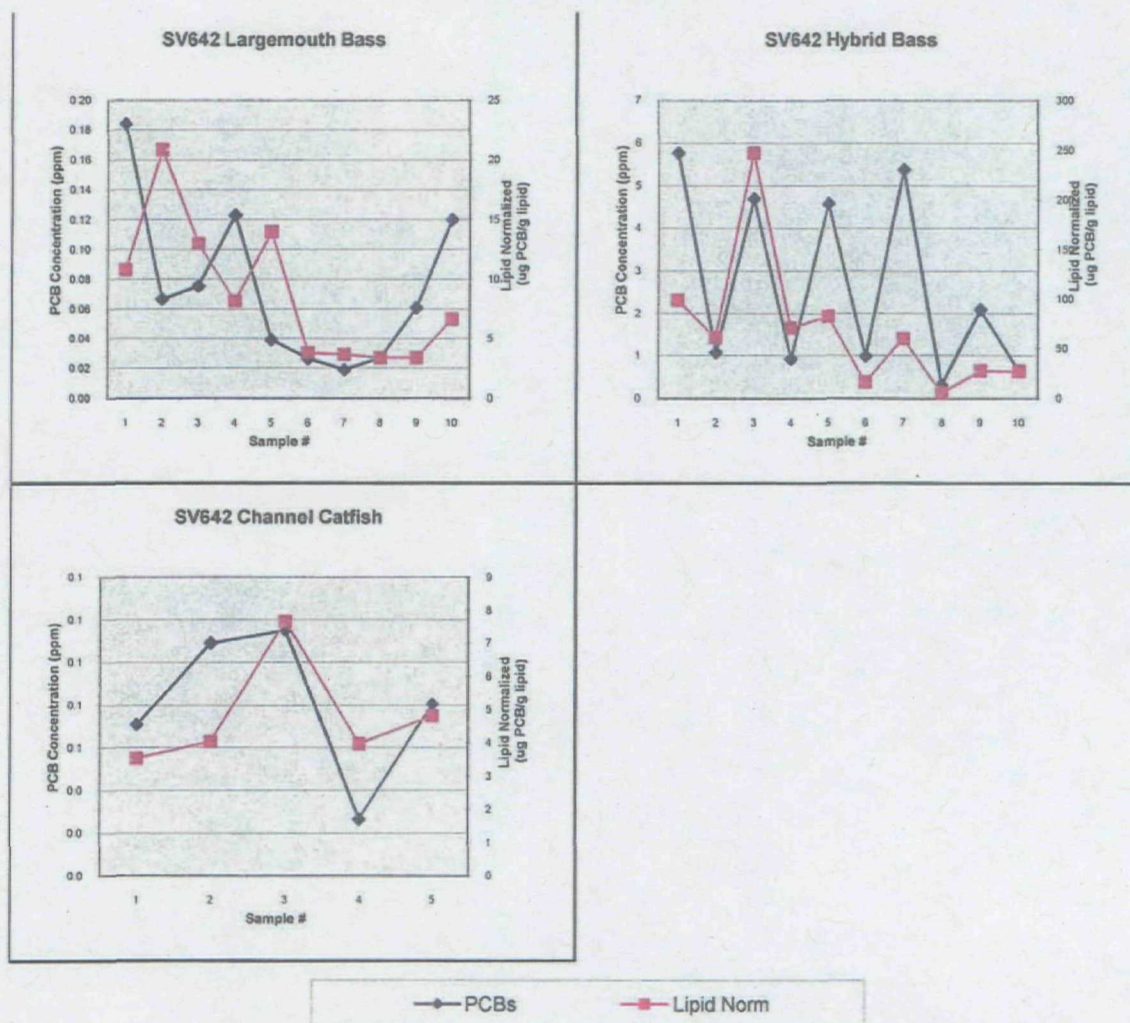 SV642 Largemouth Bass
PCB Concentration (ppm)
0.20
0.18
0.16
0.14
0.12
0.10
0.08
0.06
0.04
0.02
0.00
25
20
15
10
5
0
Lipid Normalized
(ug PCB/g lipid)
1 2 3 4 5 6 7 8 9 10
Sample #
SV642 Hybrid Bass
PCB Concentration (ppm)
7
6
5
4
3
2
1
0
300
250
200
150
100
50
0
Lipid Normalized
(ug PCB/g lipid)
1 2 3 4 5 6 7 8 9 10
Sample #
SV642 Channel Catfish
PCB Concentration (ppm)
0.1
0.1
0.1
0.1
0.1
0.0
0.0
0.0
9
8
7
6
5
4
3
2
1
0
Lipid Normalized
(ug PCB/g lipid)
1 2 3 4 5
Sample #
PCBs Lipid Norm